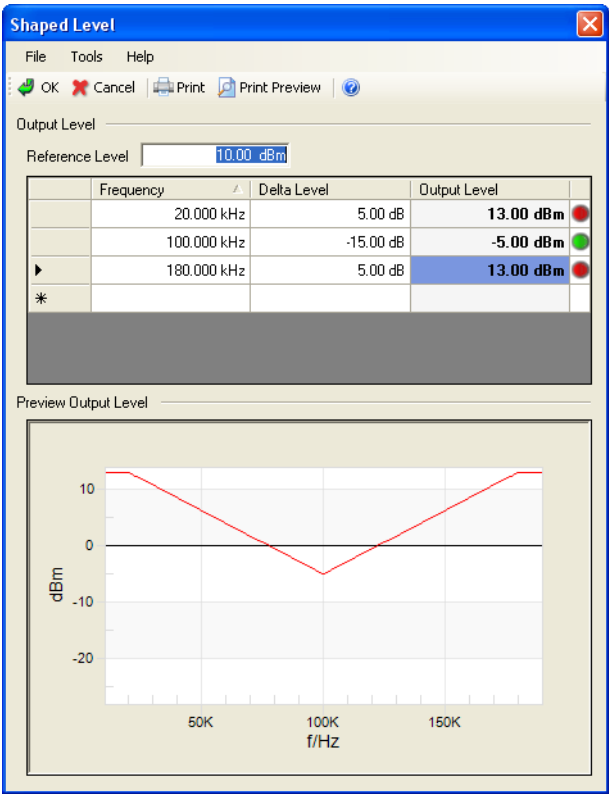 Shaped Level
File Tools Help
OK Cancel Print Print Preview
Output Level
Reference Level 10.00 dBm
Frequency Delta Level Output Level
20.000 kHz 5.00 dB 13.00 dBm
100.000 kHz -15.00 dB -5.00 dBm
180.000 kHz 5.00 dB 13.00 dBm
Preview Output Level
10
0
-10
-20
dBm
50K 100K 150K
f/Hz